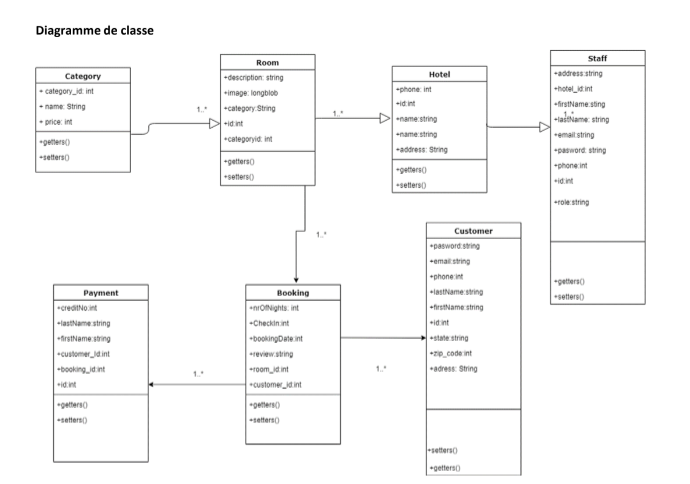 Diagramme de classe
Category
+ category_id: int
+ name: String
+ price: int
+getters()
+setters()
1..*
Room
+description: string
+image: longblob
+category:String
+id:int
+categoryid: int
+getters()
+setters()
1..*
Hotel
+phone: int
+id:int
+name:string
+name:string
+address: String
+getters()
+setters()
1..*
Staff
+address:string
+hotel_id:int
+firstName:sting
+lastName: string
+email:string
+pasword: string
+phone:int
+id:int
+role:string
+getters()
+setters()
1..*
Payment
+creditNo:int
+lastName:string
+firstName:string
+customer_Id:int
+booking_id:int
+id:int
+getters()
+setters()
1..*
Booking
+nrOfNights: int
+CheckIn:int
+bookingDate:int
+review:string
+room_id:int
+customer_id:int
+getters()
+setters()
1..*
Customer
+pasword:string
+email:string
+phone:int
+lastName:string
+firstName:string
+id:int
+state:string
+zip_code:int
+adress: String
+setters()
+getters()